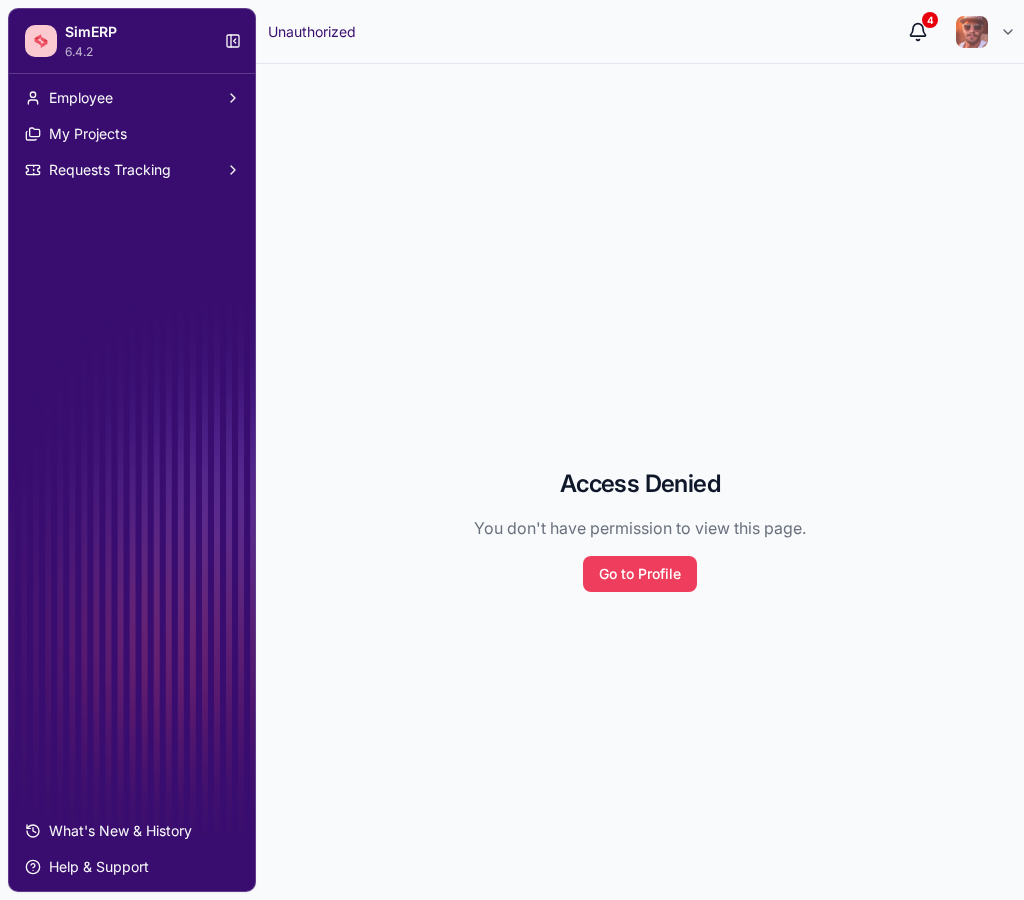 SimERP
6.4.2
Employee
My Projects
Requests Tracking
What's New & History
Help & Support
Unauthorized
4
Access Denied
You don't have permission to view this page.
Go to Profile